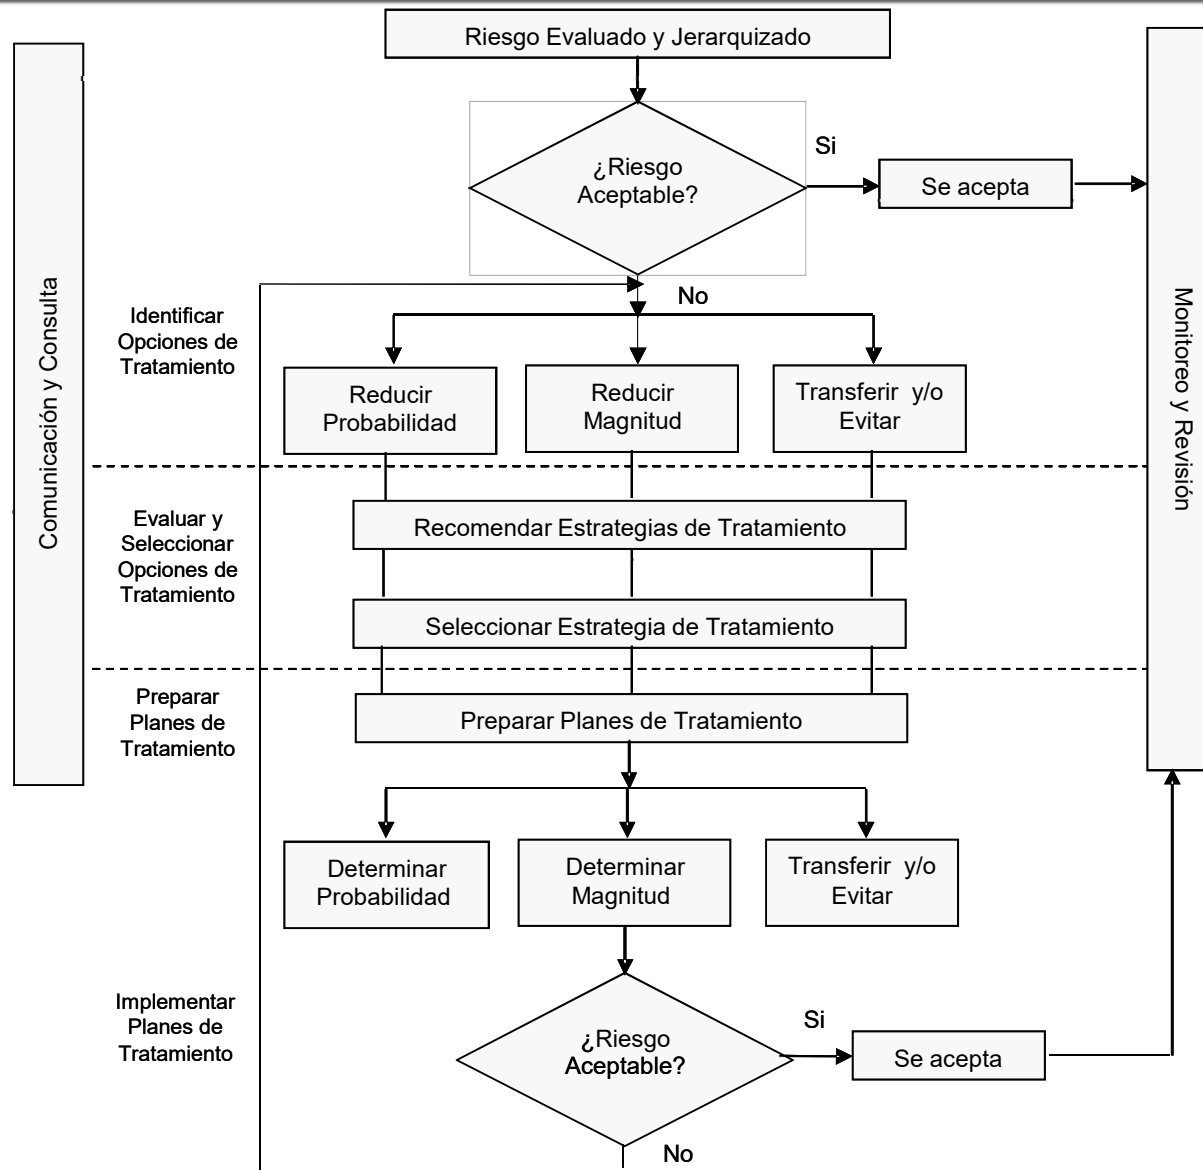 Riesgo Evaluado y Jerarquizado
¿Riesgo
Aceptable?
Si
Se acepta
No
Comunicación y Consulta
Monitoreo y Revisión
Identificar
Opciones de
Tratamiento
Reducir
Probabilidad
Reducir
Magnitud
Transferir y/o
Evitar
Evaluar y
Seleccionar
Opciones de
Tratamiento
Recomendar Estrategias de Tratamiento
Seleccionar Estrategia de Tratamiento
Preparar
Planes de
Tratamiento
Preparar Planes de Tratamiento
Determinar
Probabilidad
Determinar
Magnitud
Transferir y/o
Evitar
Implementar
Planes de
Tratamiento
¿Riesgo
Aceptable?
Si
Se acepta
No